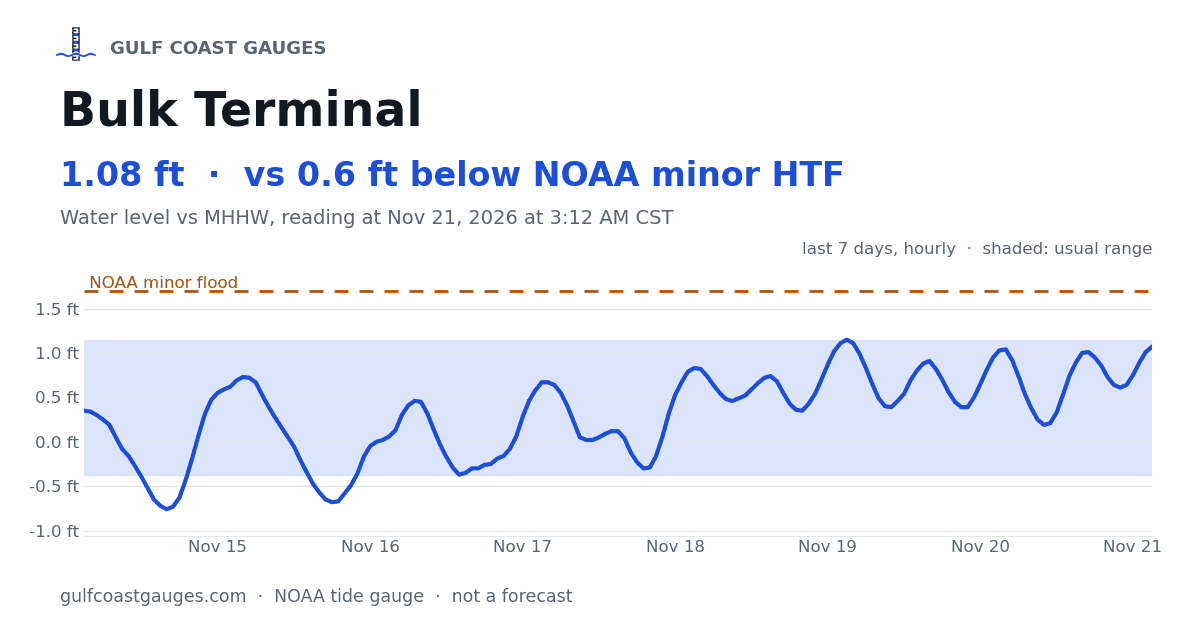 GULF COAST GAUGES
Bulk Terminal
1.08 ft · vs 0.6 ft below NOAA minor HTF
Water level vs MHHW, reading at Nov 21, 2026 at 3:12 AM CST
last 7 days, hourly · shaded: usual range
NOAA minor flood
1.5 ft
1.0 ft
0.5 ft
0.0 ft
-0.5 ft
-1.0 ft
Nov 15 Nov 16 Nov 17 Nov 18 Nov 19 Nov 20 Nov 21
gulfcoastgauges.com · NOAA tide gauge · not a forecast